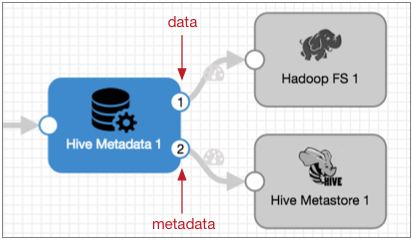 data
Hadoop FS 1
1
Hive Metadata 1
2
HIVE
Hive Metastore 1
metadata